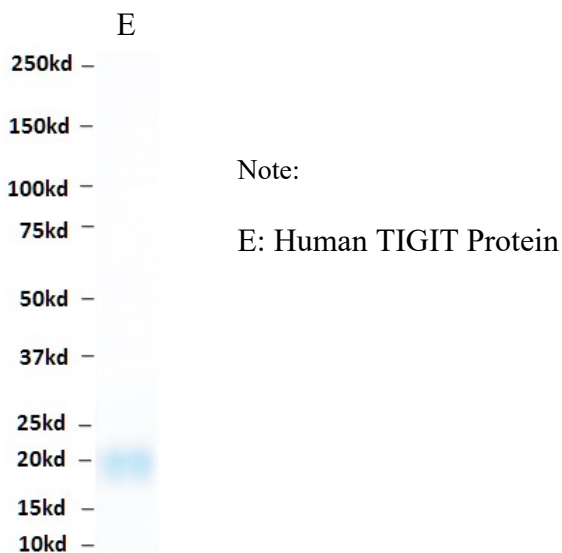 E
250kd
150kd
100kd
75kd
50kd
37kd
25kd
20kd
15kd
10kd
Note:
E: Human TIGIT Protein